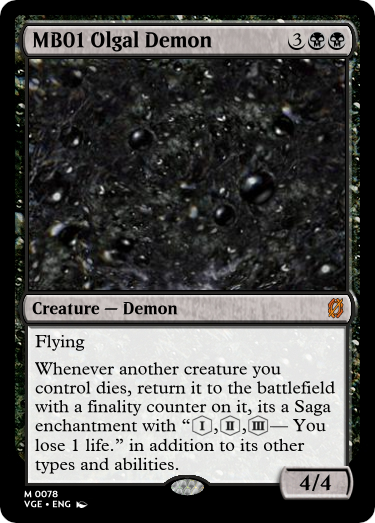 MB01 Olgal Demon 3
Creature — Demon
Flying
Whenever another creature you
control dies, return it to the battlefield
with a finality counter on it, its a Saga
enchantment with “I,II,III— You
lose 1 life.” in addition to its other
types and abilities.
4/4
M 0078
VGE • ENG